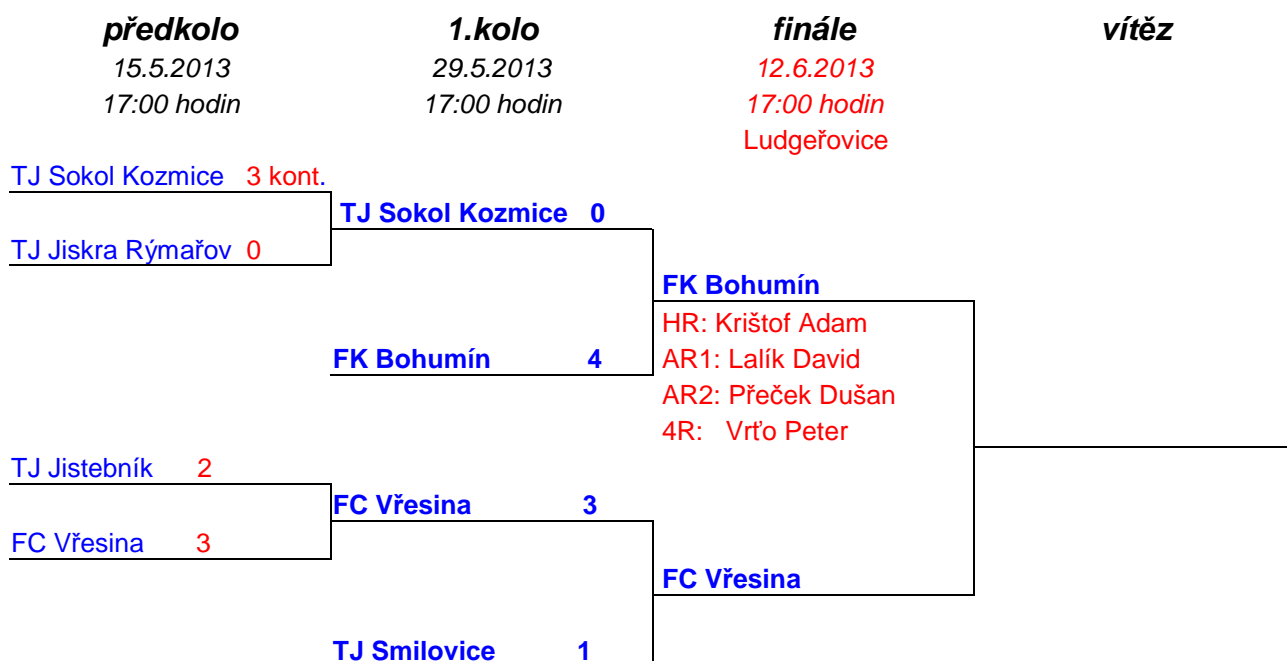 předkolo 1.kolo finále vítěz
15.5.2013 29.5.2013 12.6.2013
17:00 hodin 17:00 hodin 17:00 hodin
Ludgeřovice
TJ Sokol Kozmice 3 kont.
TJ Sokol Kozmice 0
TJ Jiskra Rýmařov 0
FK Bohumín
HR: Krištof Adam
FK Bohumín 4 AR1: Lalík David
AR2: Přeček Dušan
4R: Vrťo Peter
TJ Jistebník 2
FC Vřesina 3
FC Vřesina 3
FC Vřesina
TJ Smilovice 1